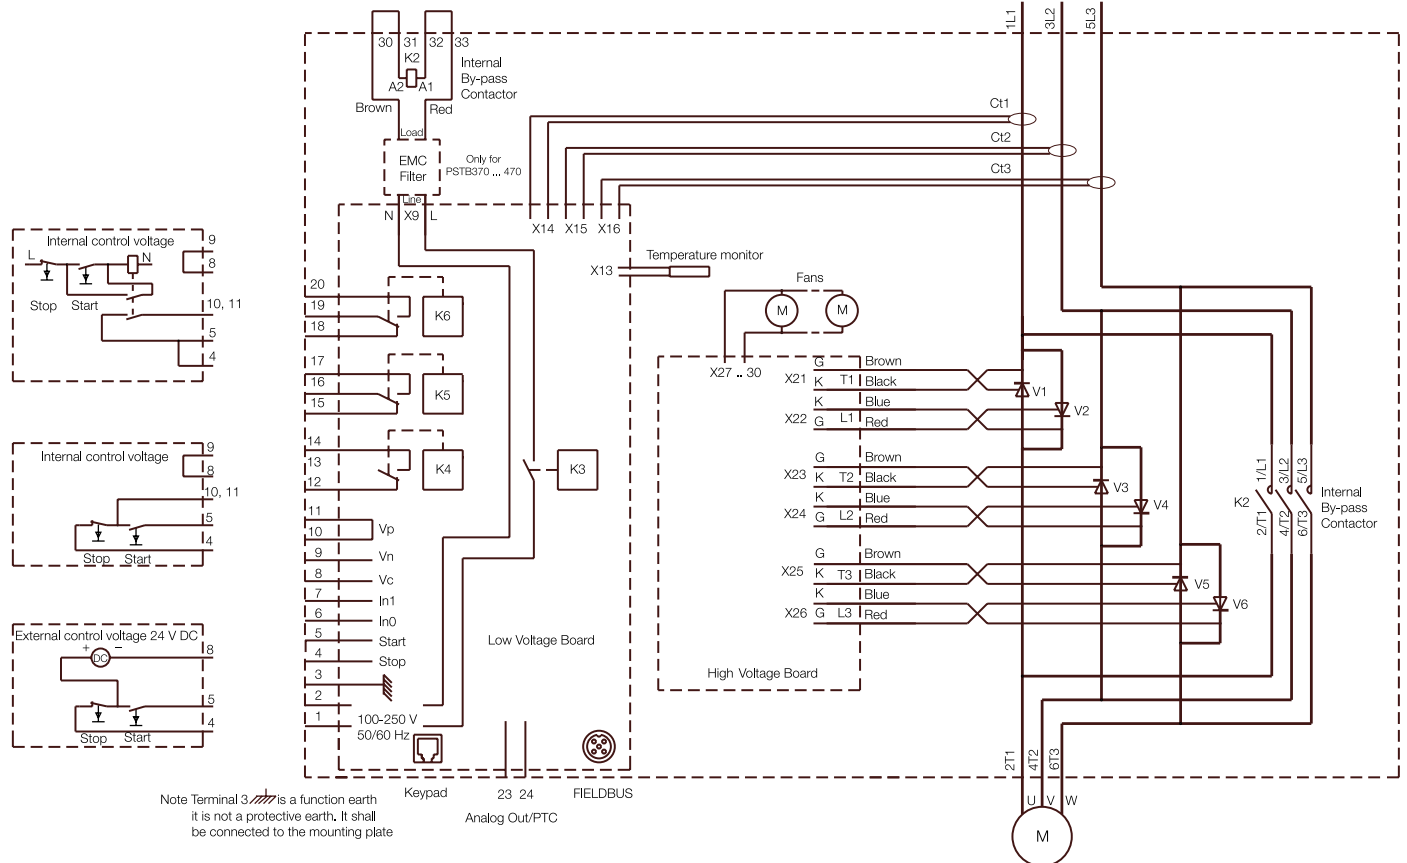 1L1
3L2
5L3
30 31 32 33
K2
A2 A1
Internal
By-pass
Contactor
Brown Red
Load
EMC
Filter
Only for
PSTB370 ... 470
Line
N X9 L
Ct1
Ct2
Ct3
X14 X15 X16
X13
Temperature monitor
Fans
M M
X27 .. 30
Internal control voltage
L N
Stop Start
9
8
10, 11
5
4
Internal control voltage
9
8
10, 11
5
4
Stop Start
External control voltage 24 V DC
+ −
DC
8
5
4
Stop Start
20
19
18
K6
17
16
15
K5
14
13
12
K4
K3
11
10
Vp
9 Vn
8 Vc
7 In1
6 In0
5 Start
4 Stop
3
2
1
100-250 V
50/60 Hz
Low Voltage Board
Keypad
23 24
Analog Out/PTC
FIELDBUS
X21
G Brown
K T1 Black
X22
K Blue
G L1 Red
X23
G Brown
K T2 Black
X24
K Blue
G L2 Red
X25
G Brown
K T3 Black
X26
K Blue
G L3 Red
High Voltage Board
V1
V2
V3
V4
V5
V6
K2
1/L1
3/L2
5/L3
2/T1
4/T2
6/T3
Internal
By-pass
Contactor
2T1
4T2
6T3
U V W
M
Note Terminal 3 is a function earth
it is not a protective earth. It shall
be connected to the mounting plate